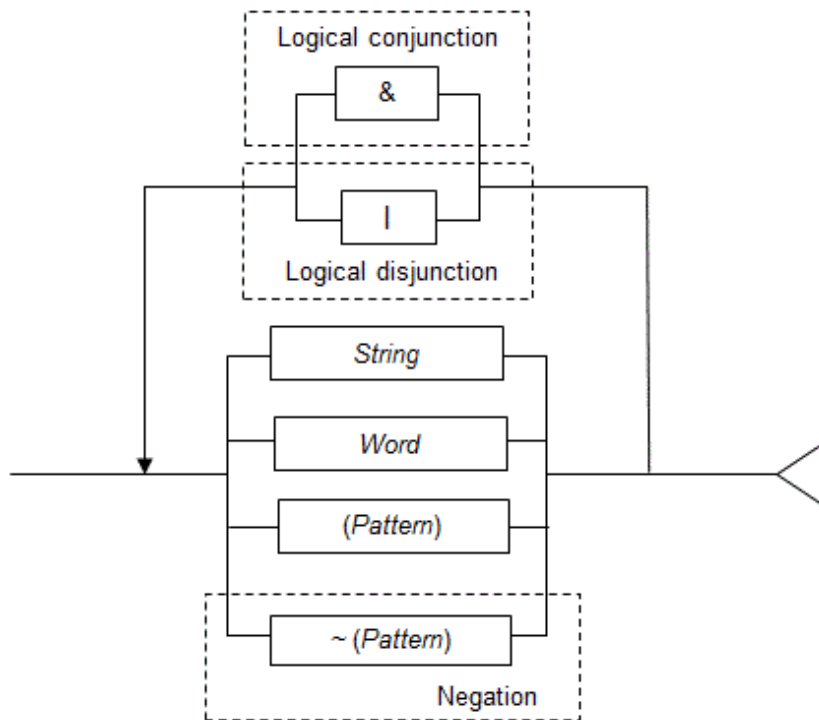 Logical conjunction
&
|
Logical disjunction
String
Word
(Pattern)
~ (Pattern)
Negation